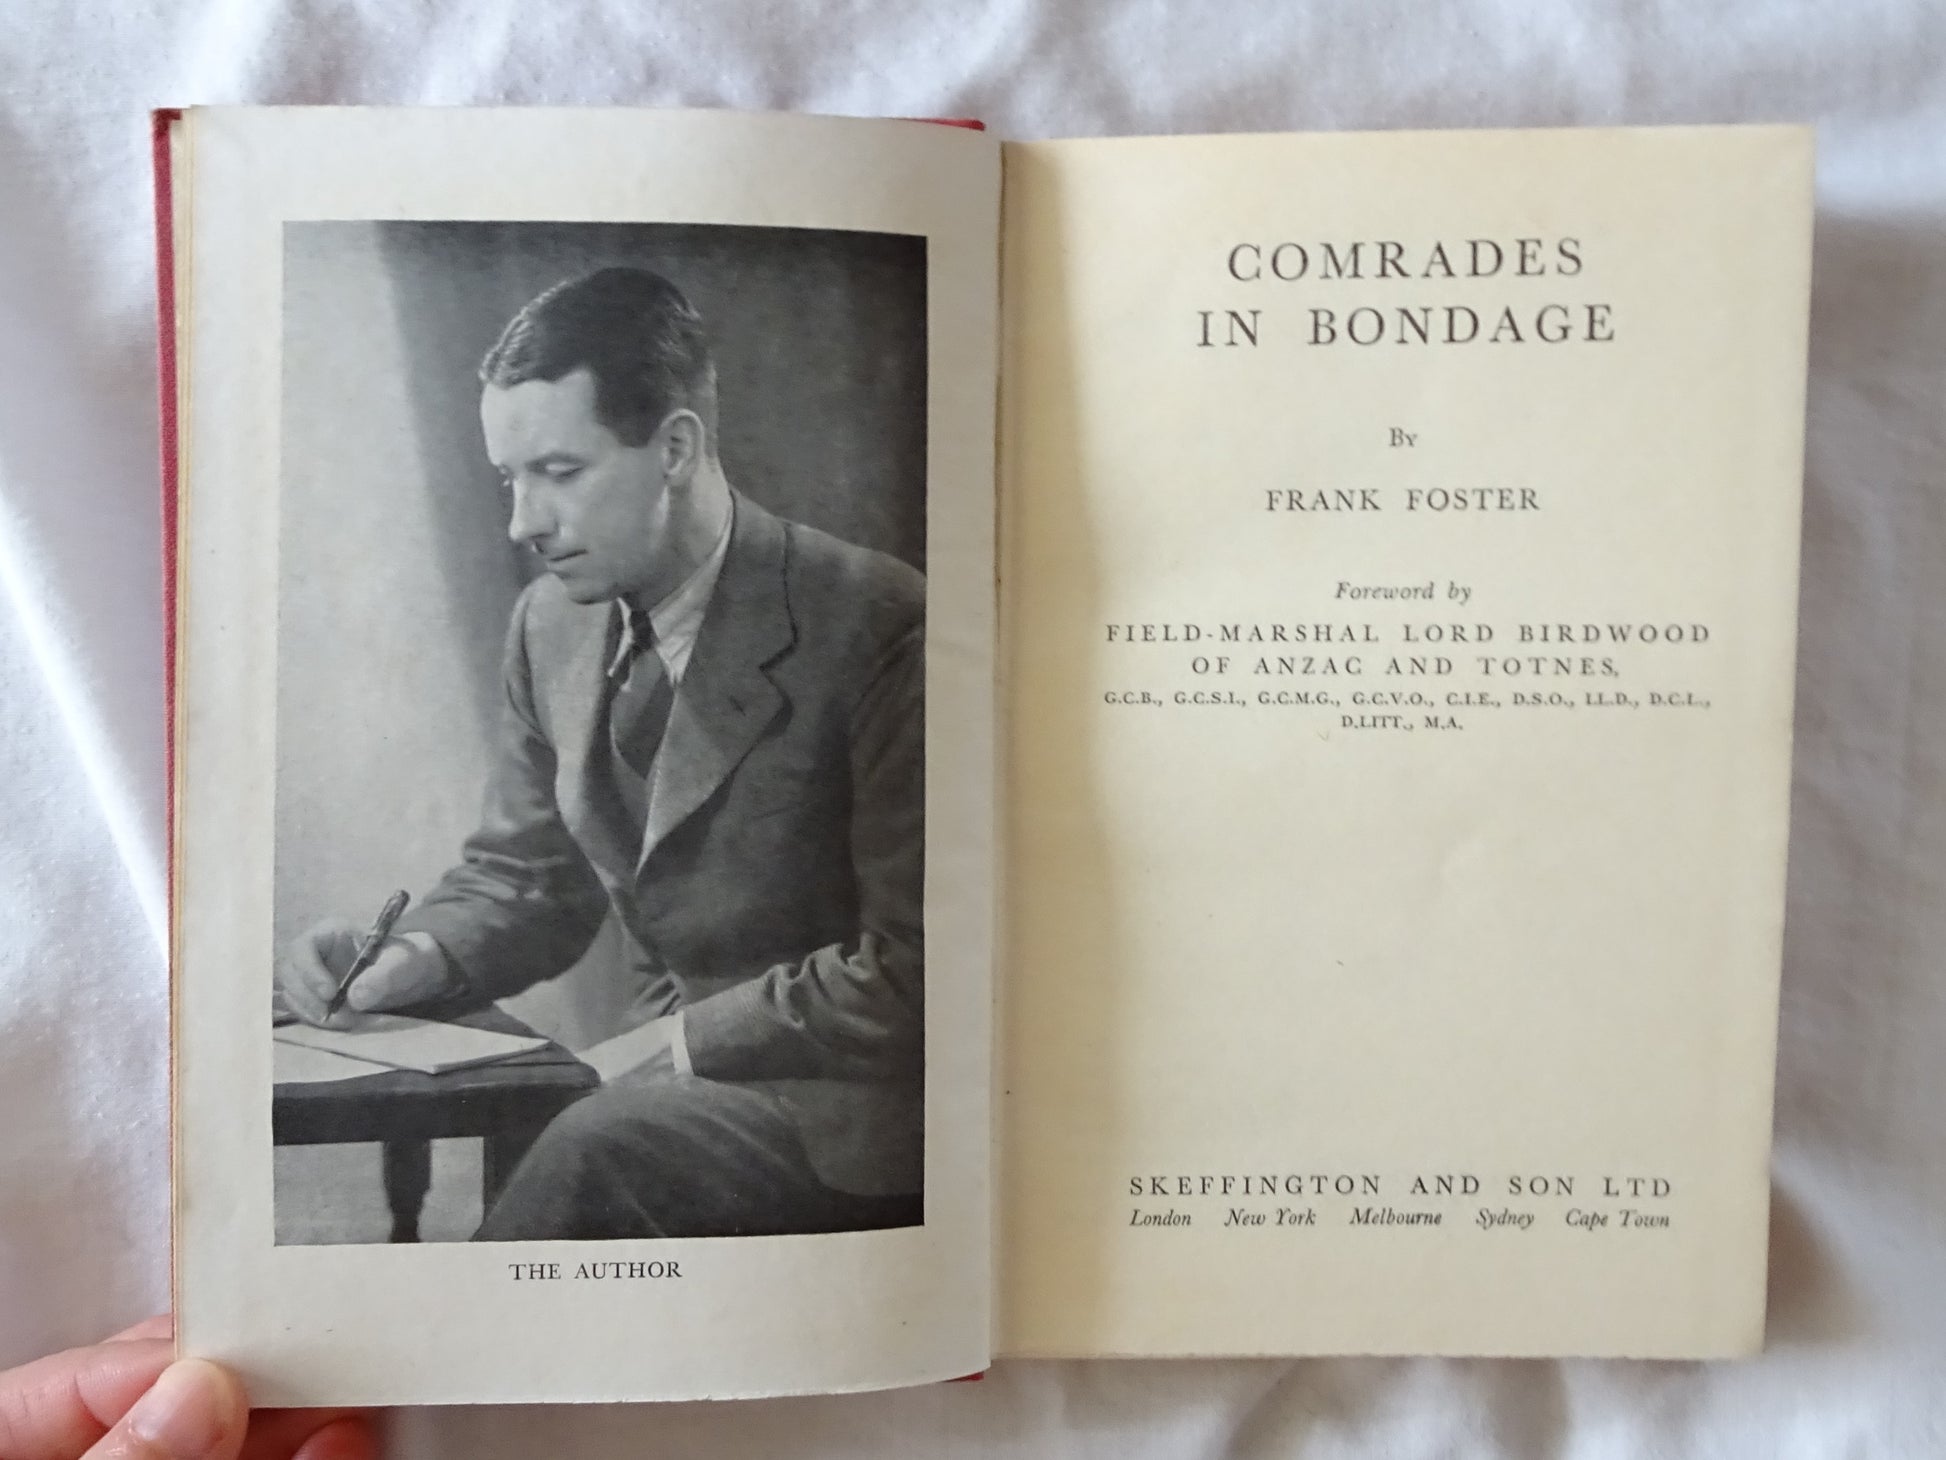 THE AUTHOR
COMRADES
IN BONDAGE
By
FRANK FOSTER
Foreword by
FIELD-MARSHAL LORD BIRDWOOD
OF ANZAC AND TOTNES,
G.C.B., G.C.S.I., G.C.M.G., G.C.V.O., C.I.E., D.S.O., LL.D., D.C.L.,
D.LITT., M.A.
SKEFFINGTON AND SON LTD
London New York Melbourne Sydney Cape Town